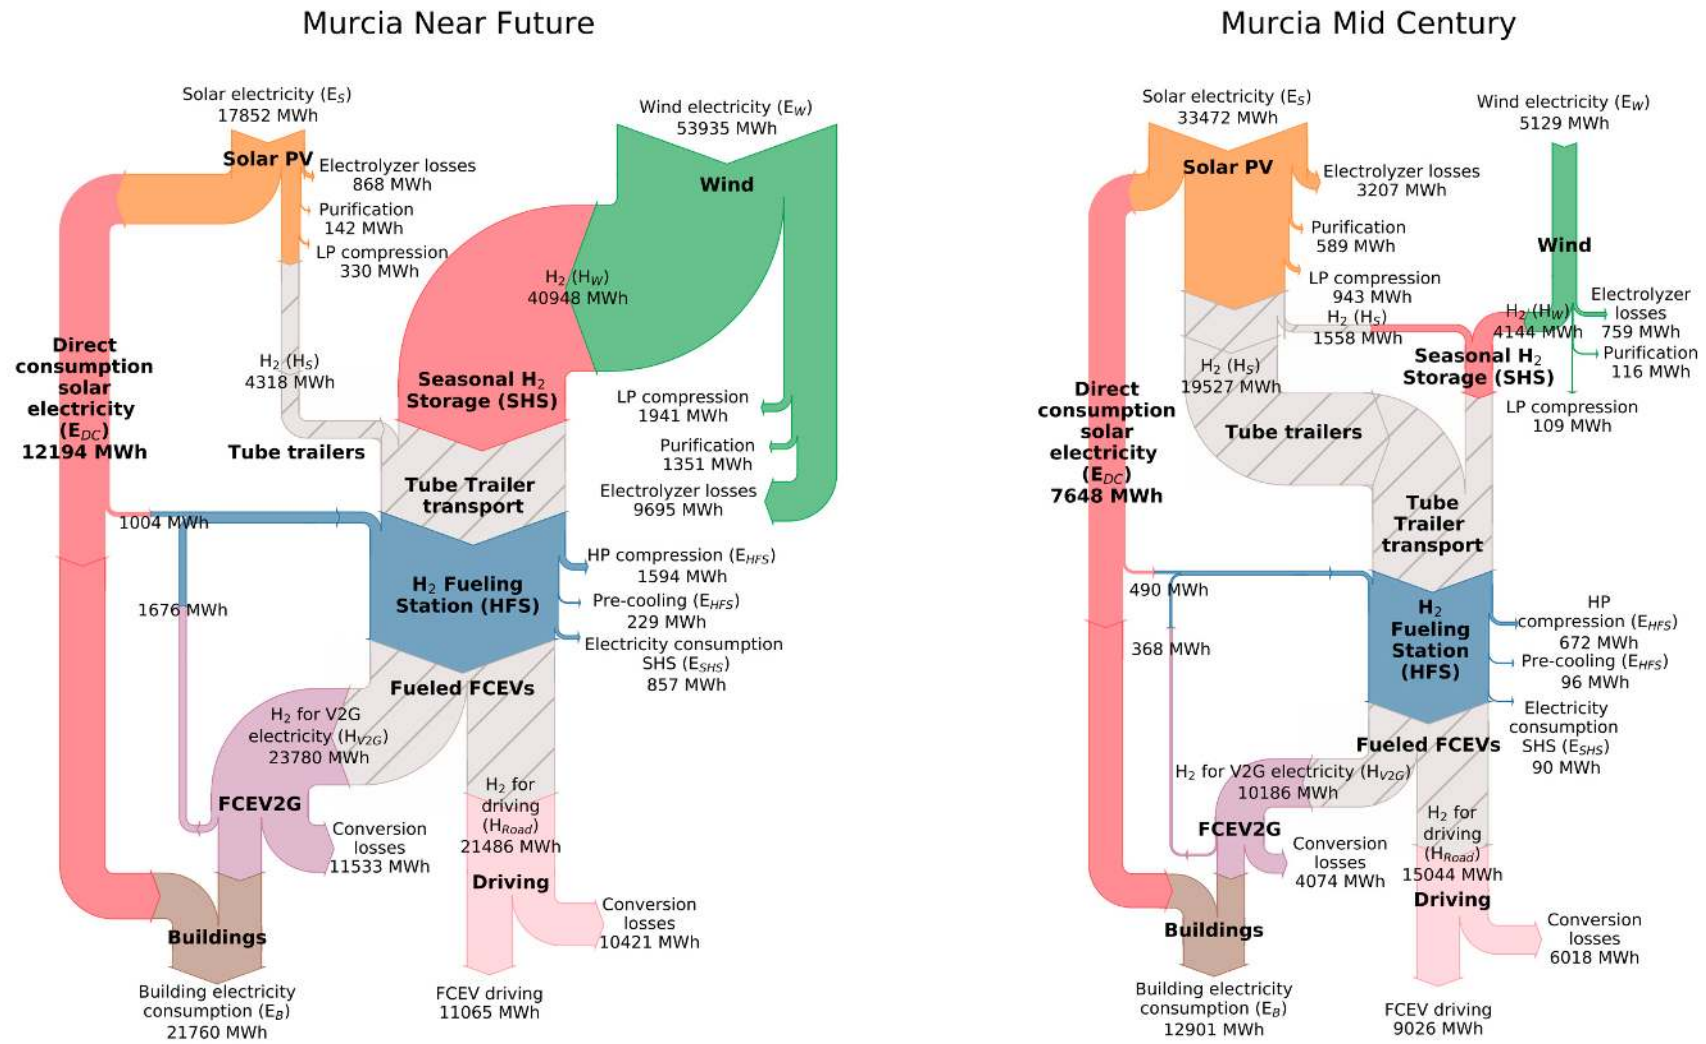 Murcia Near Future
Solar electricity (E_S)
17852 MWh
Solar PV
Electrolyzer losses
868 MWh
Purification
142 MWh
LP compression
330 MWh
Wind electricity (E_W)
53935 MWh
Wind
H₂ (H_W)
40948 MWh
Direct
consumption
solar
electricity
(E_DC)
12194 MWh
H₂ (H_S)
4318 MWh
Seasonal H₂
Storage (SHS)
LP compression
1941 MWh
Purification
1351 MWh
Electrolyzer losses
9695 MWh
Tube trailers
Tube Trailer
transport
1004 MWh
1676 MWh
H₂ Fueling
Station (HFS)
HP compression (E_HFS)
1594 MWh
Pre-cooling (E_HFS)
229 MWh
Electricity consumption
SHS (E_SHS)
857 MWh
Fueled FCEVs
H₂ for V2G
electricity (H_V2G)
23780 MWh
FCEV2G
Conversion
losses
11533 MWh
H₂ for
driving
(H_Road)
21486 MWh
Driving
Conversion
losses
10421 MWh
Buildings
Building electricity
consumption (E_B)
21760 MWh
FCEV driving
11065 MWh
Murcia Mid Century
Solar electricity (E_S)
33472 MWh
Solar PV
Electrolyzer losses
3207 MWh
Purification
589 MWh
LP compression
943 MWh
H₂ (H_S)
1558 MWh
Wind electricity (E_W)
5129 MWh
Wind
H₂ (H_W)
4144 MWh
Electrolyzer
losses
759 MWh
Purification
116 MWh
LP compression
109 MWh
Seasonal H₂
Storage (SHS)
H₂ (H_S)
19527 MWh
Direct
consumption
solar
electricity
(E_DC)
7648 MWh
Tube trailers
Tube
Trailer
transport
490 MWh
368 MWh
H₂
Fueling
Station
(HFS)
HP
compression (E_HFS)
672 MWh
Pre-cooling (E_HFS)
96 MWh
Electricity
consumption
SHS (E_SHS)
90 MWh
Fueled FCEVs
H₂ for V2G electricity (H_V2G)
10186 MWh
FCEV2G
Conversion
losses
4074 MWh
H₂ for
driving
(H_Road)
15044 MWh
Driving
Conversion
losses
6018 MWh
Buildings
Building electricity
consumption (E_B)
12901 MWh
FCEV driving
9026 MWh